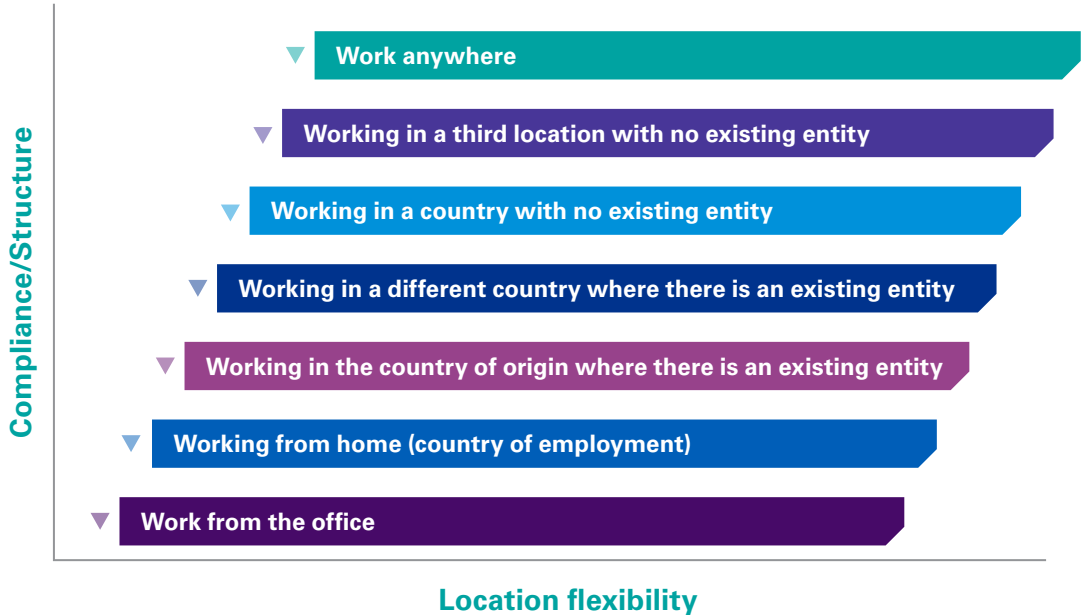 Work anywhere
Working in a third location with no existing entity
Working in a country with no existing entity
Working in a different country where there is an existing entity
Working in the country of origin where there is an existing entity
Working from home (country of employment)
Work from the office
Compliance/Structure
Location flexibility